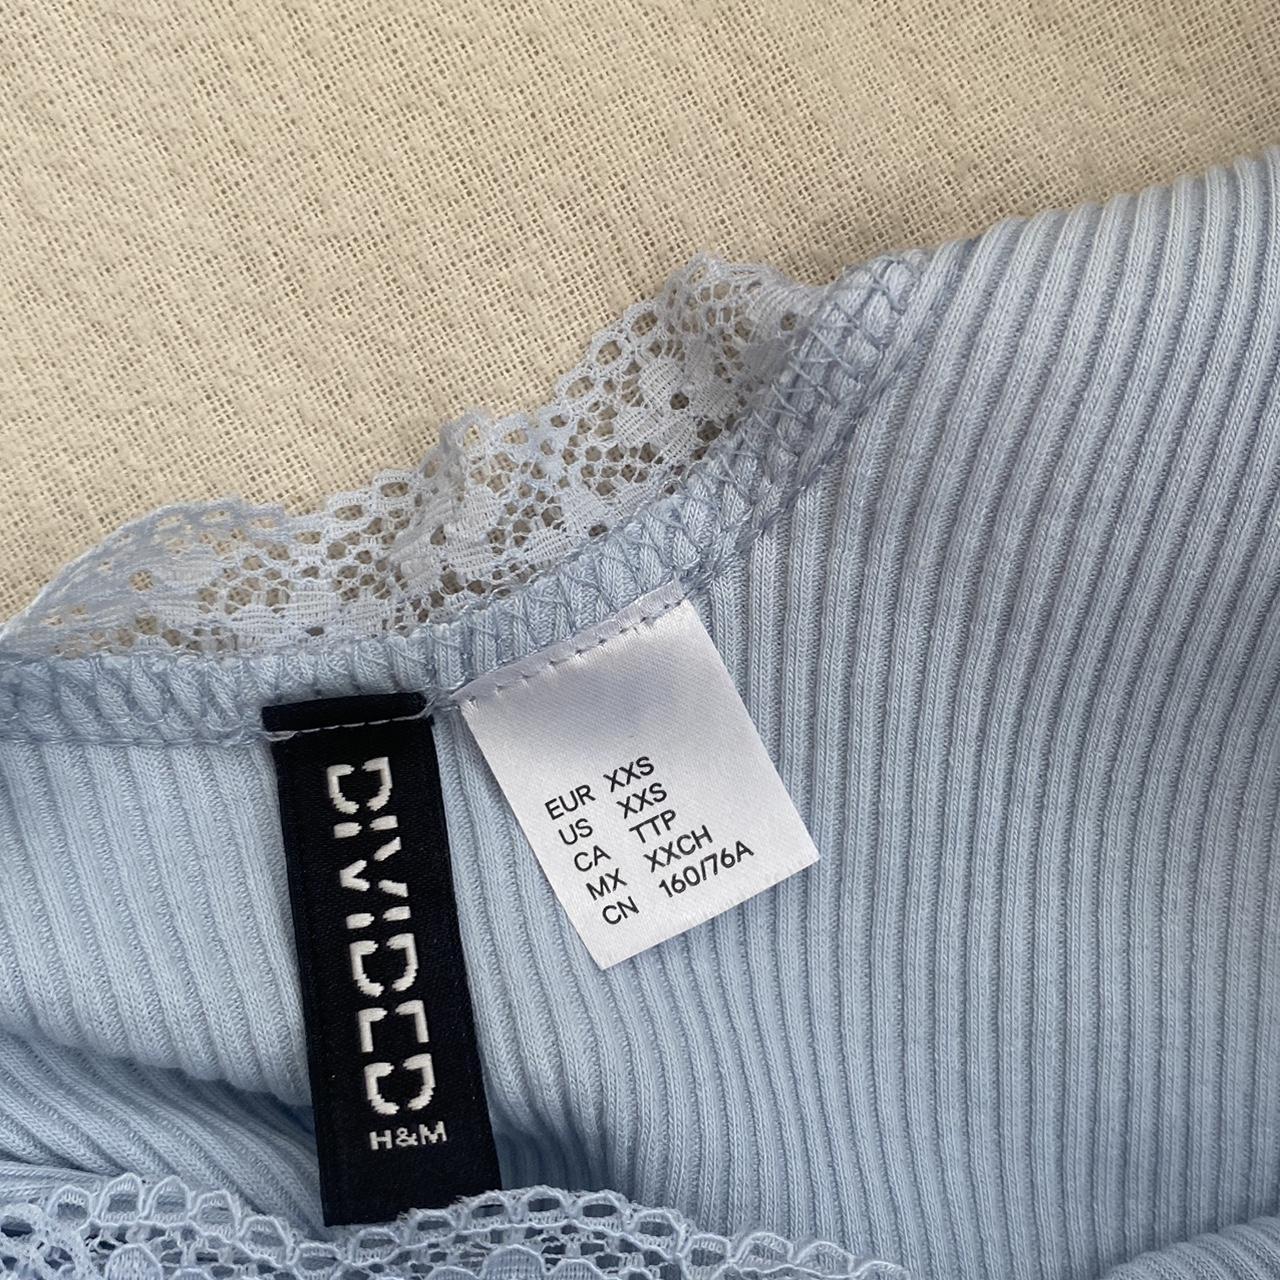 DIVIDED
H&M
EUR XXS
US XXS
CA TTP
MX XXCH
CN 160/76A